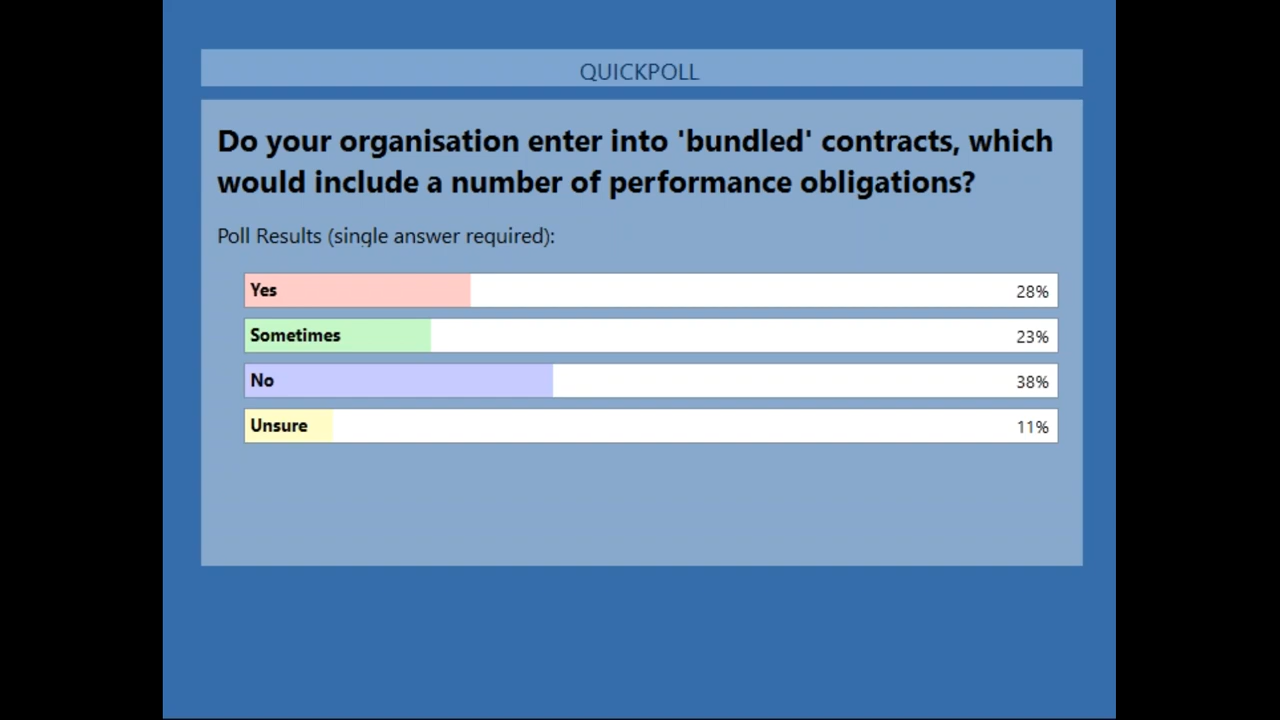 QUICKPOLL
Do your organisation enter into 'bundled' contracts, which
would include a number of performance obligations?
Poll Results (single answer required):
Yes 28%
Sometimes 23%
No 38%
Unsure 11%